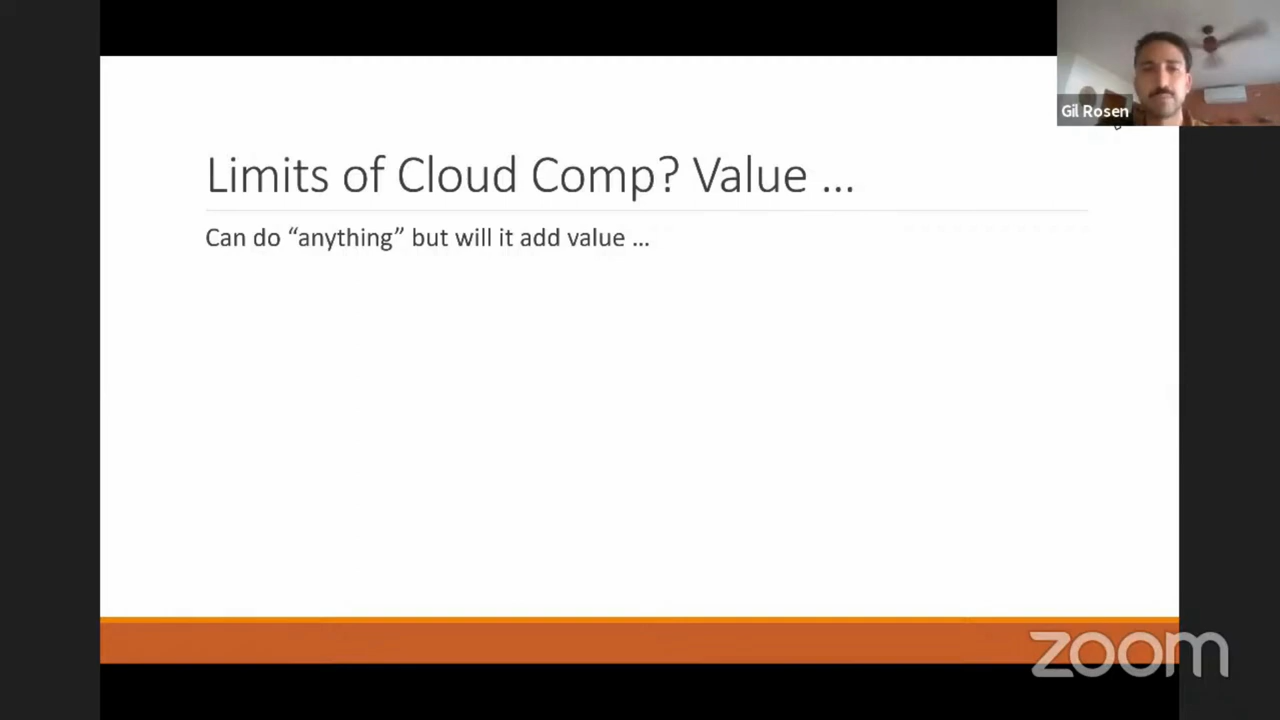 Gil Rosen
Limits of Cloud Comp? Value ...
Can do “anything” but will it add value ...
zoom